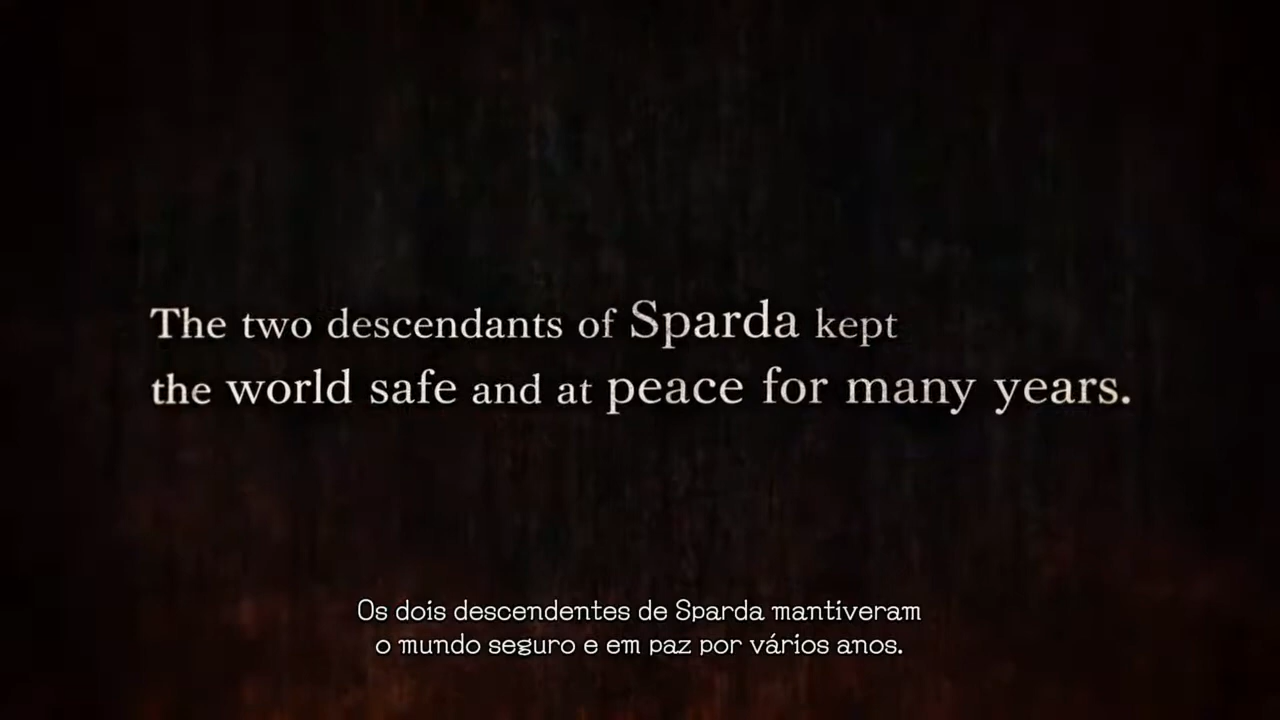 The two descendants of Sparda kept
the world safe and at peace for many years.
Os dois descendentes de Sparda mantiveram
o mundo seguro e em paz por vários anos.